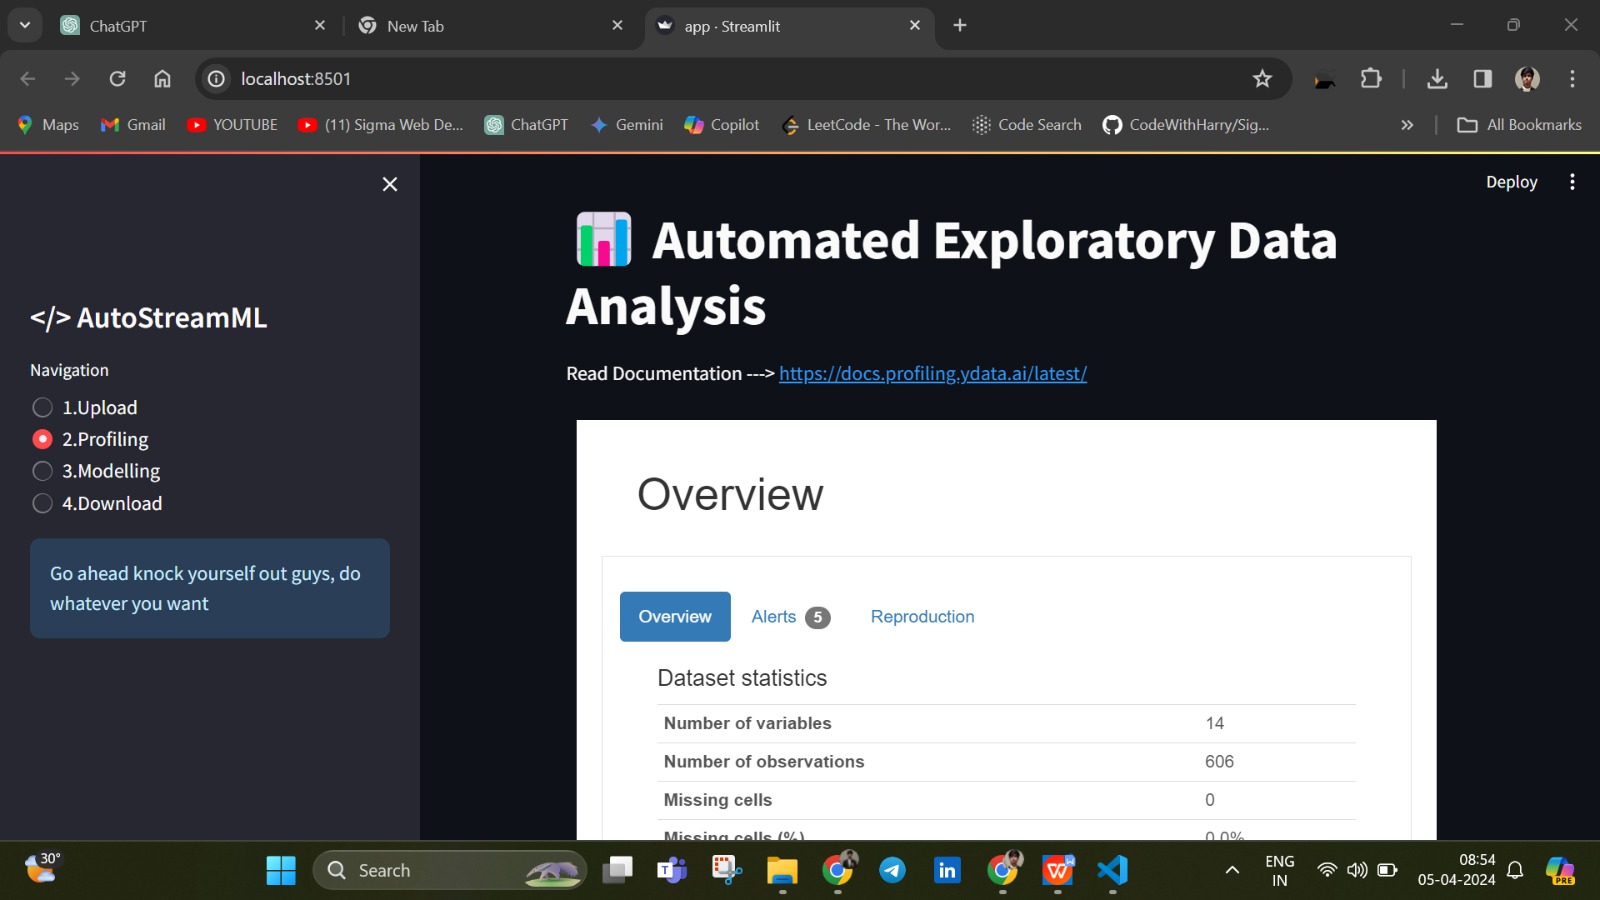 ChatGPT
New Tab
app · Streamlit
localhost:8501
Maps
Gmail
YOUTUBE
(11) Sigma Web De...
ChatGPT
Gemini
Copilot
LeetCode - The Wor...
Code Search
CodeWithHarry/Sig...
»
All Bookmarks
Deploy
</> AutoStreamML
Navigation
1.Upload
2.Profiling
3.Modelling
4.Download
Go ahead knock yourself out guys, do
whatever you want
Automated Exploratory Data
Analysis
Read Documentation ---> https://docs.profiling.ydata.ai/latest/
Overview
Overview Alerts 5 Reproduction
Dataset statistics
Number of variables 14
Number of observations 606
Missing cells 0
Missing cells (%) 0.0%
30°
Search
ENG
IN
08:54
05-04-2024
PRE